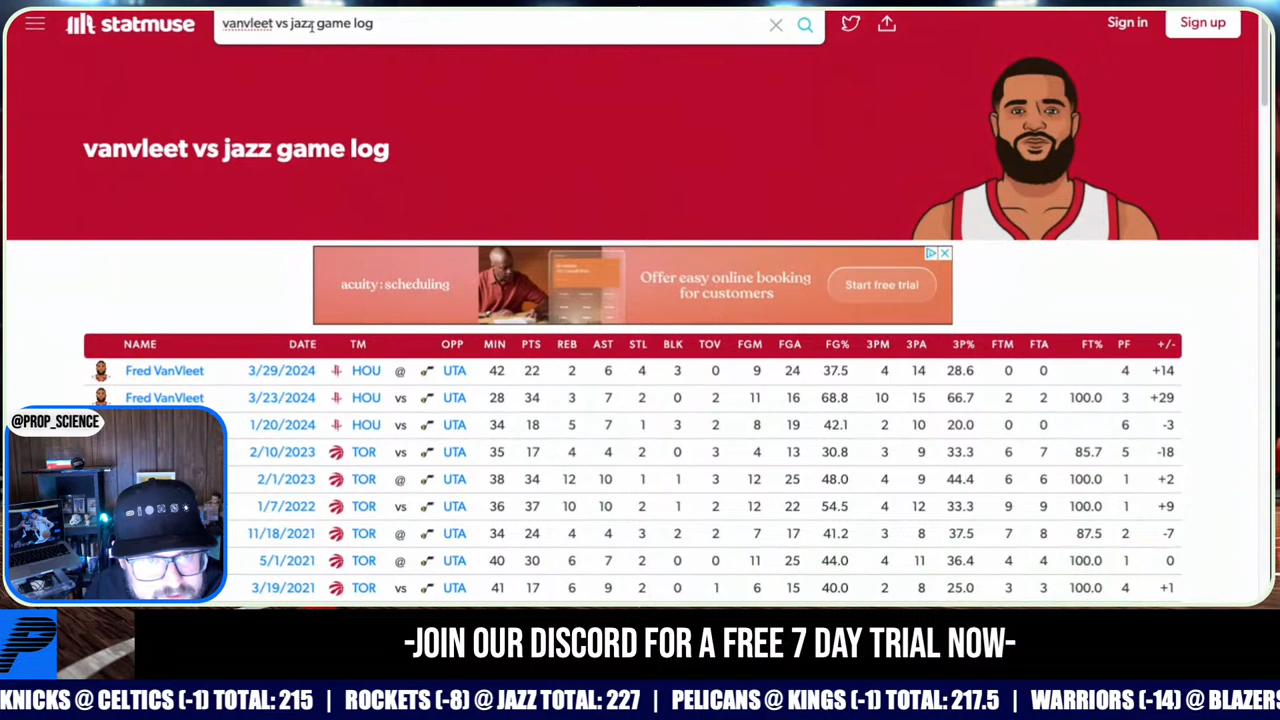 statmuse vanvleet vs jazz game log Sign in Sign up
vanvleet vs jazz game log
acuity:scheduling Offer easy online booking for customers Start free trial
NAME DATE TM OPP MIN PTS REB AST STL BLK TOV FGM FGA FG% 3PM 3PA 3P% FTM FTA FT% PF +/-
Fred VanVleet 3/29/2024 HOU @ UTA 42 22 2 6 4 3 0 9 24 37.5 4 14 28.6 0 0 4 +14
Fred VanVleet 3/23/2024 HOU vs UTA 28 34 3 7 2 0 2 11 16 68.8 10 15 66.7 2 2 100.0 3 +29
1/20/2024 HOU vs UTA 34 18 5 7 1 3 2 8 19 42.1 2 10 20.0 0 0 6 -3
2/10/2023 TOR vs UTA 35 17 4 4 2 0 3 4 13 30.8 3 9 33.3 6 7 85.7 5 -18
2/1/2023 TOR @ UTA 38 34 12 10 1 1 3 12 25 48.0 4 9 44.4 6 6 100.0 1 +2
1/7/2022 TOR vs UTA 36 37 10 10 2 1 2 12 22 54.5 4 12 33.3 9 9 100.0 1 +9
11/18/2021 TOR @ UTA 34 24 4 4 3 2 2 7 17 41.2 3 8 37.5 7 8 87.5 2 -7
5/1/2021 TOR @ UTA 40 30 6 7 2 0 0 11 25 44.0 4 11 36.4 4 4 100.0 1 0
3/19/2021 TOR vs UTA 41 17 6 9 2 0 1 6 15 40.0 2 8 25.0 3 3 100.0 4 +1
@PROP_SCIENCE
-JOIN OUR DISCORD FOR A FREE 7 DAY TRIAL NOW-
KNICKS @ CELTICS (-1) TOTAL: 215 | ROCKETS (-8) @ JAZZ TOTAL: 227 | PELICANS @ KINGS (-1) TOTAL: 217.5 | WARRIORS (-14) @ BLAZERS